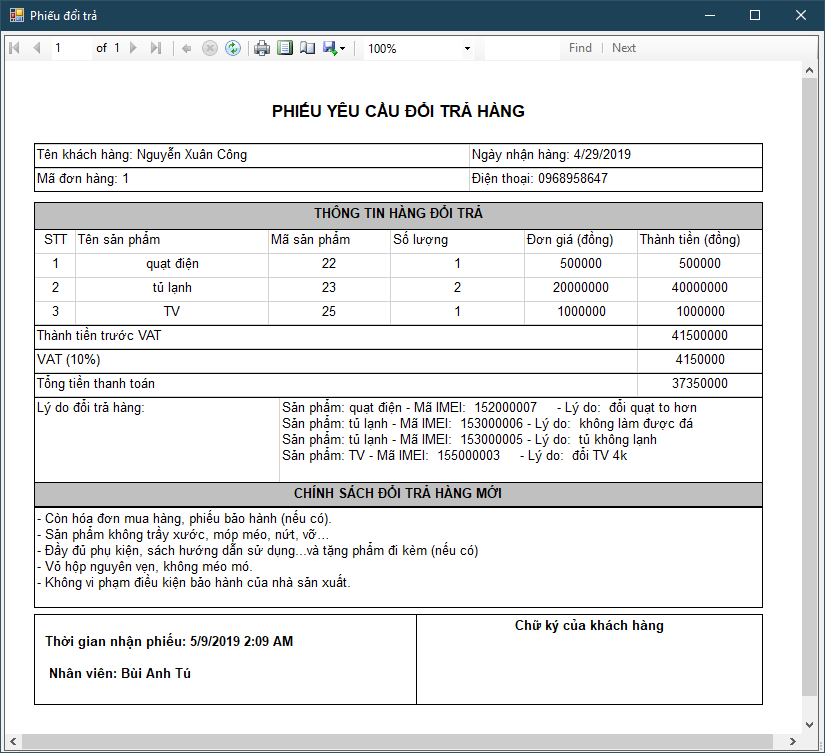 Phiếu đổi trả
1 of 1 100% Find | Next
PHIẾU YÊU CẦU ĐỔI TRẢ HÀNG
Tên khách hàng: Nguyễn Xuân Công Ngày nhận hàng: 4/29/2019
Mã đơn hàng: 1 Điện thoại: 0968958647
THÔNG TIN HÀNG ĐỔI TRẢ
STT Tên sản phẩm Mã sản phẩm Số lượng Đơn giá (đồng) Thành tiền (đồng)
1 quạt điện 22 1 500000 500000
2 tủ lạnh 23 2 20000000 40000000
3 TV 25 1 1000000 1000000
Thành tiền trước VAT 41500000
VAT (10%) 4150000
Tổng tiền thanh toán 37350000
Lý do đổi trả hàng: Sản phẩm: quạt điện - Mã IMEI: 152000007 - Lý do: đổi quạt to hơn
Sản phẩm: tủ lạnh - Mã IMEI: 153000006 - Lý do: không làm được đá
Sản phẩm: tủ lạnh - Mã IMEI: 153000005 - Lý do: tủ không lạnh
Sản phẩm: TV - Mã IMEI: 155000003 - Lý do: đổi TV 4k
CHÍNH SÁCH ĐỔI TRẢ HÀNG MỚI
- Còn hóa đơn mua hàng, phiếu bảo hành (nếu có).
- Sản phẩm không trầy xước, móp méo, nứt, vỡ...
- Đầy đủ phụ kiện, sách hướng dẫn sử dụng...và tặng phẩm đi kèm (nếu có)
- Vỏ hộp nguyên vẹn, không méo mó.
- Không vi phạm điều kiện bảo hành của nhà sản xuất.
Chữ ký của khách hàng
Thời gian nhận phiếu: 5/9/2019 2:09 AM
Nhân viên: Bùi Anh Tú